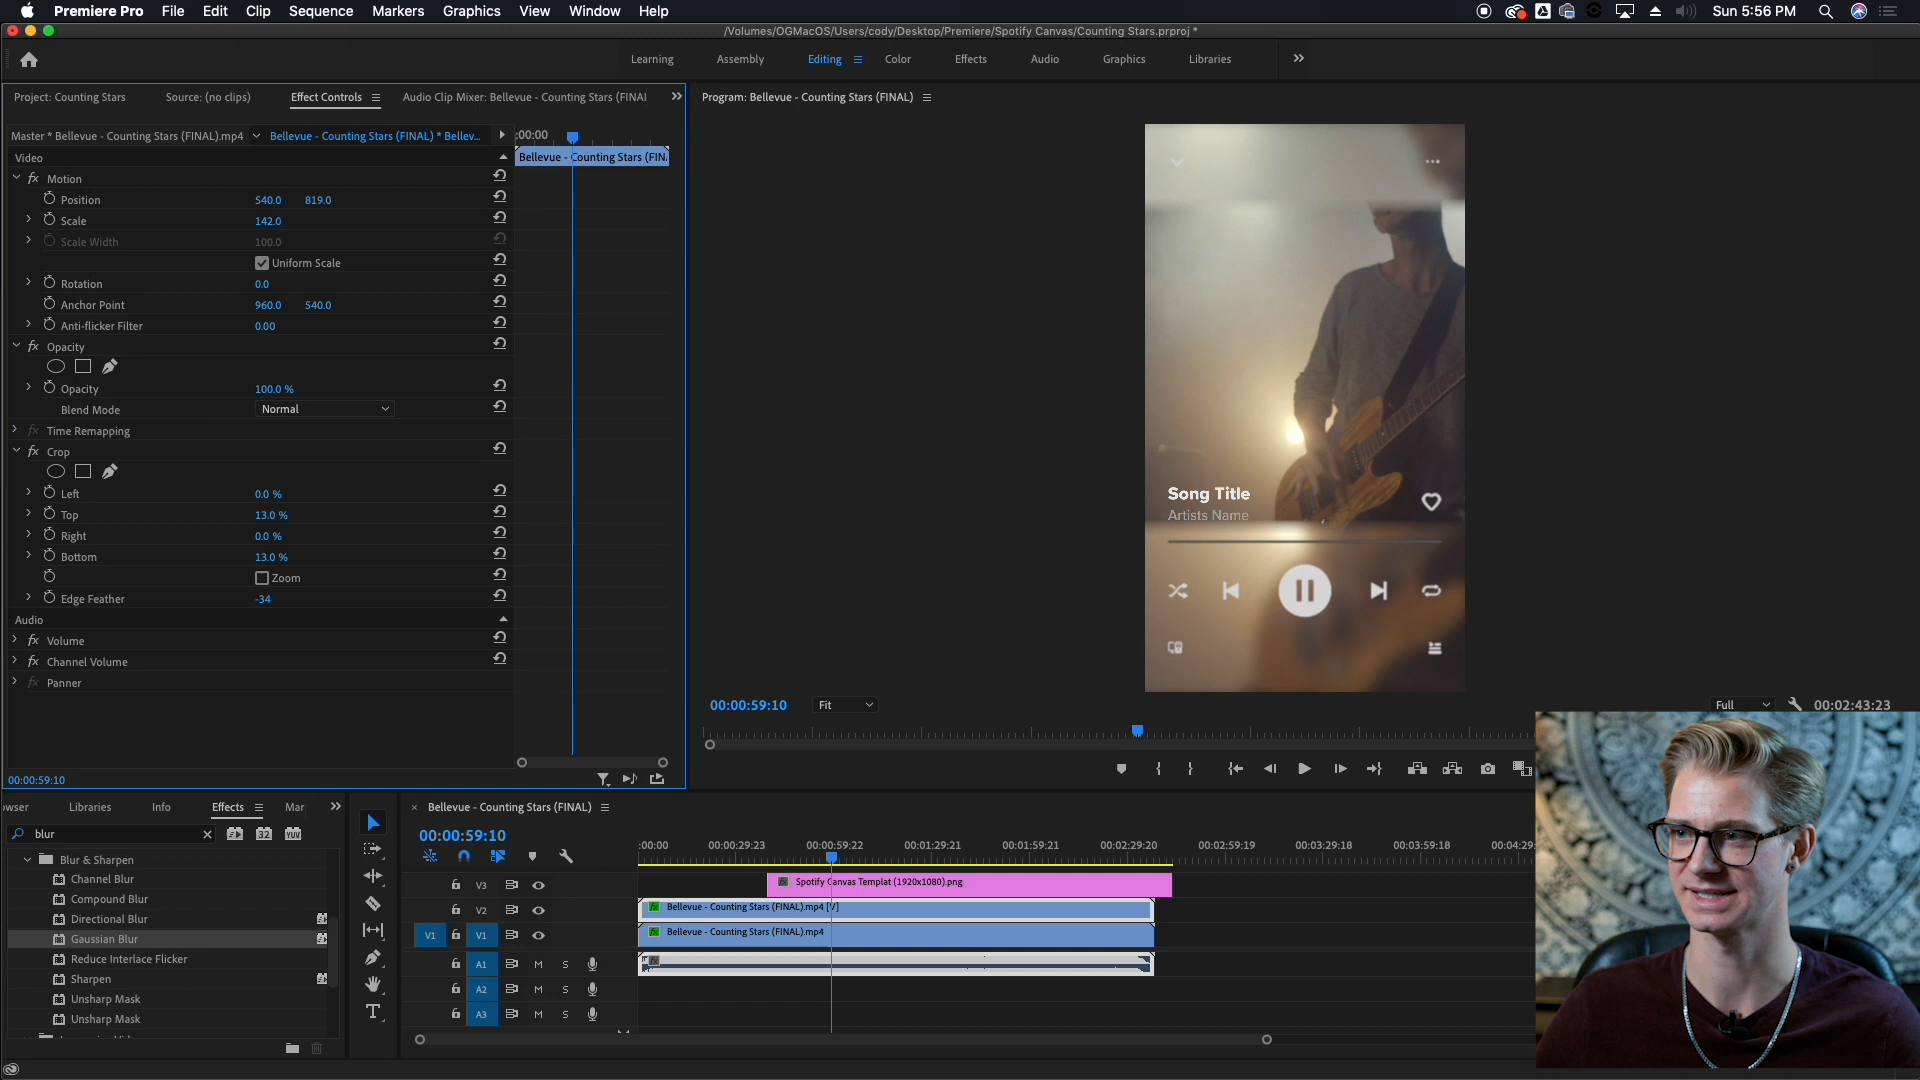 Premiere Pro File Edit Clip Sequence Markers Graphics View Window Help Sun 5:56 PM
/Volumes/OGMacOS/Users/cody/Desktop/Premiere/Spotify Canvas/Counting Stars.prproj *
Learning Assembly Editing Color Effects Audio Graphics Libraries
Project: Counting Stars Source: (no clips) Effect Controls Audio Clip Mixer: Bellevue - Counting Stars (FINAl
Program: Bellevue - Counting Stars (FINAL)
Master * Bellevue - Counting Stars (FINAL).mp4 Bellevue - Counting Stars (FINAL) * Bellev... :00:00
Video Bellevue - Counting Stars (FIN
Motion
Position 540.0 819.0
Scale 142.0
Scale Width 100.0
Uniform Scale
Rotation 0.0
Anchor Point 960.0 540.0
Anti-flicker Filter 0.00
Opacity
Opacity 100.0 %
Blend Mode Normal
Time Remapping
Crop
Left 0.0 %
Top 13.0 %
Right 0.0 %
Bottom 13.0 %
Zoom
Edge Feather -34
Audio
Volume
Channel Volume
Panner
00:00:59:10
Song Title
Artists Name
00:00:59:10 Fit Full 00:02:43:23
owser Libraries Info Effects Mar
blur
Blur & Sharpen
Channel Blur
Compound Blur
Directional Blur
Gaussian Blur
Reduce Interlace Flicker
Sharpen
Unsharp Mask
Unsharp Mask
Bellevue - Counting Stars (FINAL)
00:00:59:10
:00:00 00:00:29:23 00:00:59:22 00:01:29:21 00:01:59:21 00:02:29:20 00:02:59:19 00:03:29:18 00:03:59:18 00:04:29:
V3 Spotify Canvas Templat (1920x1080).png
V2 Bellevue - Counting Stars (FINAL).mp4 [V]
V1 V1 Bellevue - Counting Stars (FINAL).mp4
A1 M S
A2 M S
A3 M S